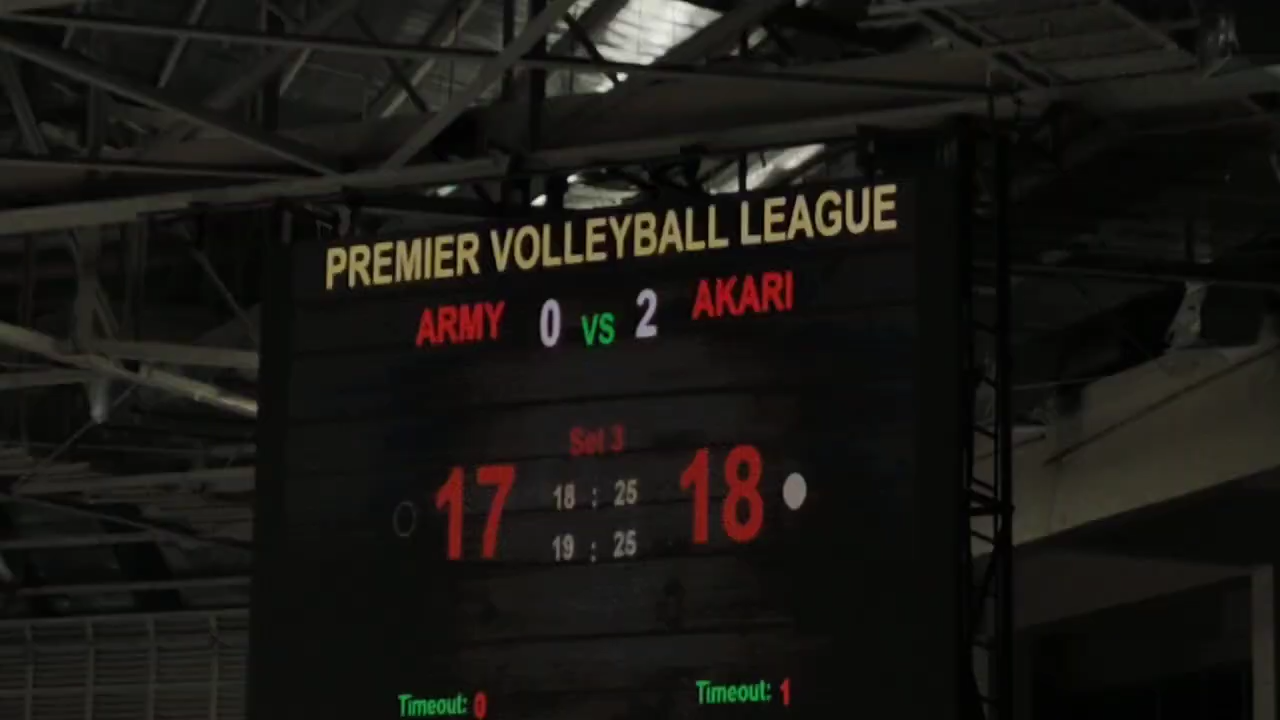 PREMIER VOLLEYBALL LEAGUE
ARMY 0 VS 2 AKARI
Set 3
17 18 : 25 18
19 : 25
Timeout: 0 Timeout: 1